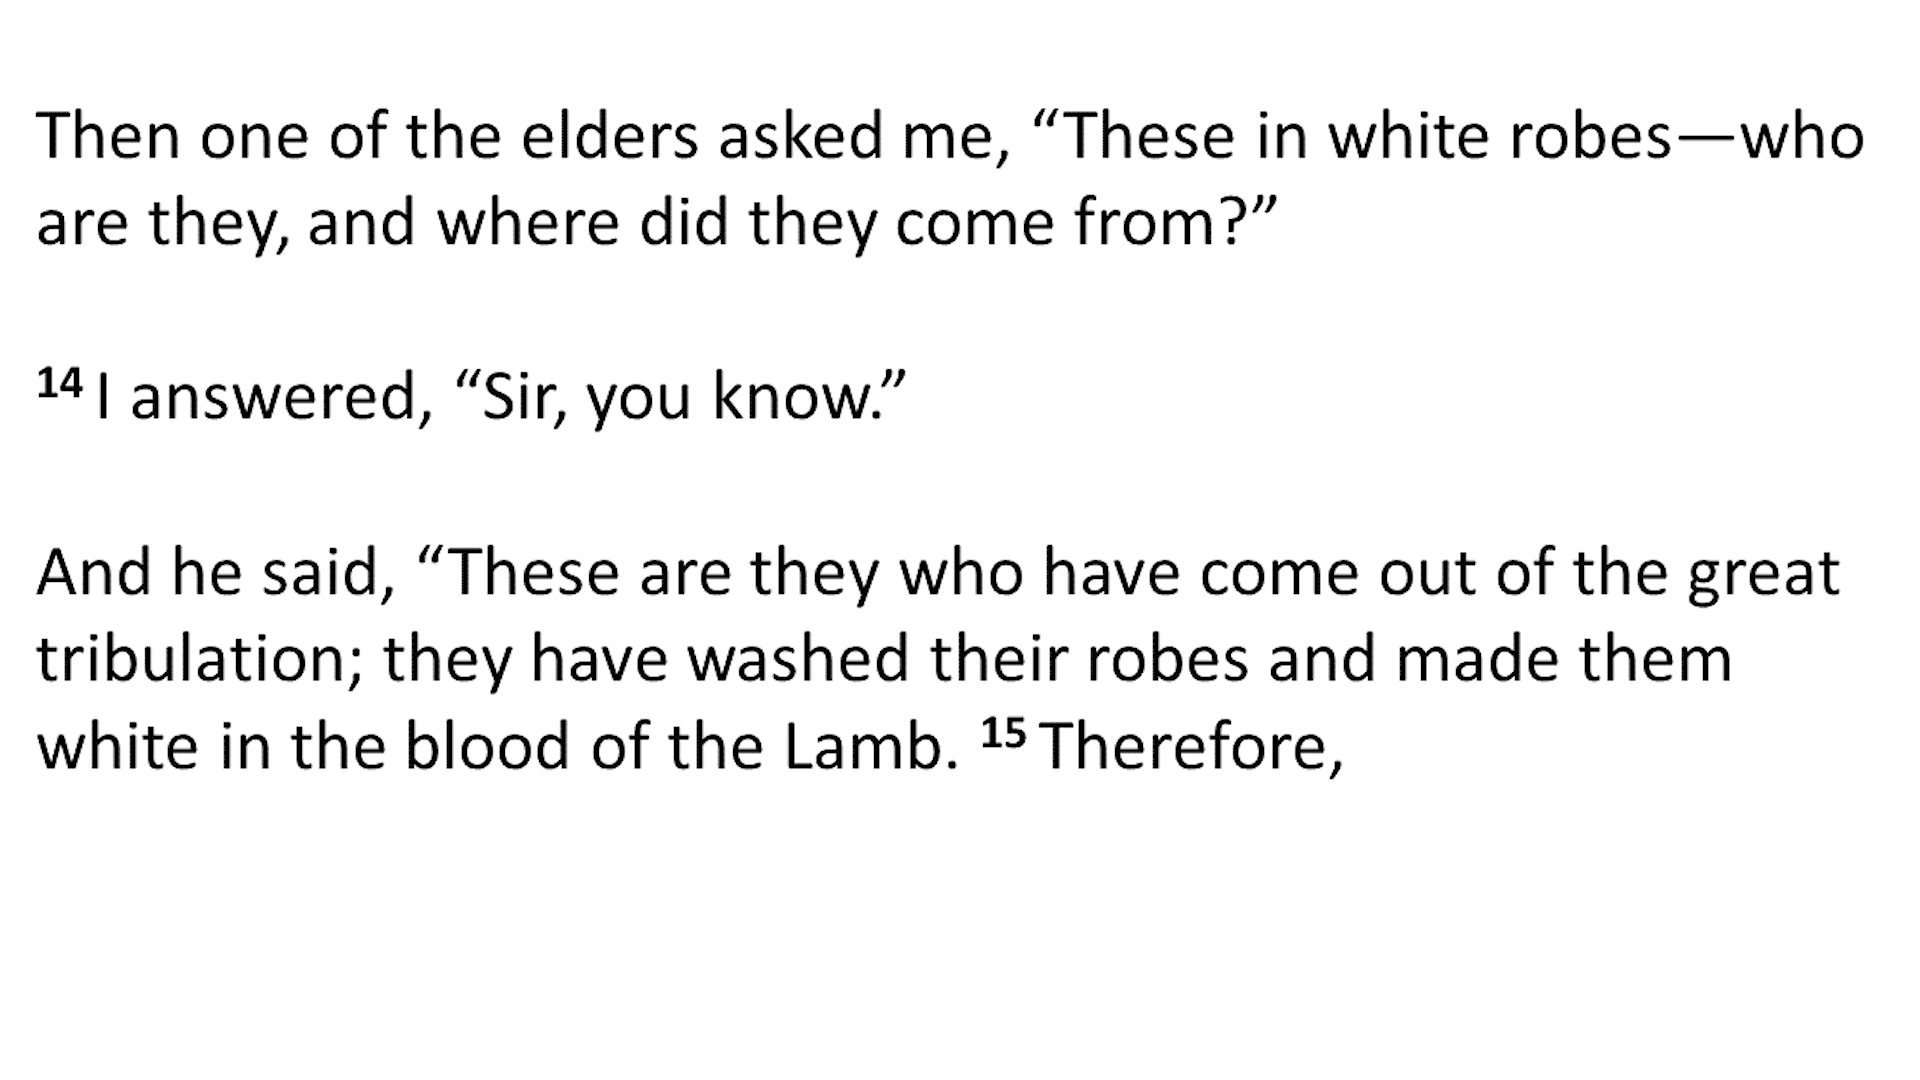 Then one of the elders asked me, “These in white robes—who
are they, and where did they come from?”
14 I answered, “Sir, you know.”
And he said, “These are they who have come out of the great
tribulation; they have washed their robes and made them
white in the blood of the Lamb. 15 Therefore,